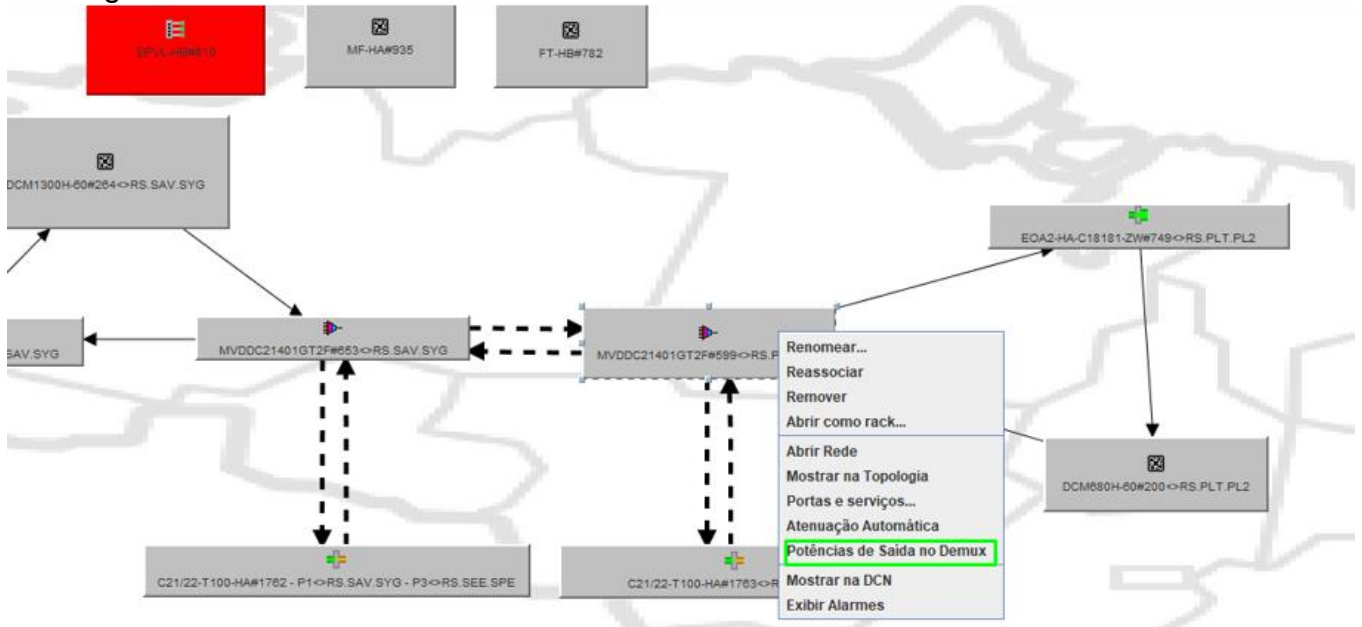 MF-HA#935
FT-HB#782
DCM1300H-60#264<>RS.SAV.SYG
EOA2-HA-C18181-ZW#749<>RS.PLT.PL2
SAV.SYG
MVDDC21401GT2F#653<>RS.SAV.SYG
MVDDC21401GT2F#599<>RS.P
Renomear...
Reassociar
Remover
Abrir como rack...
Abrir Rede
Mostrar na Topologia
Portas e serviços...
Atenuação Automática
Potências de Saída no Demux
Mostrar na DCN
Exibir Alarmes
DCM680H-60#200<>RS.PLT.PL2
C21/22-T100-HA#1762 - P1<>RS.SAV.SYG - P3<>RS.SEE.SPE
C21/22-T100-HA#1763<>R